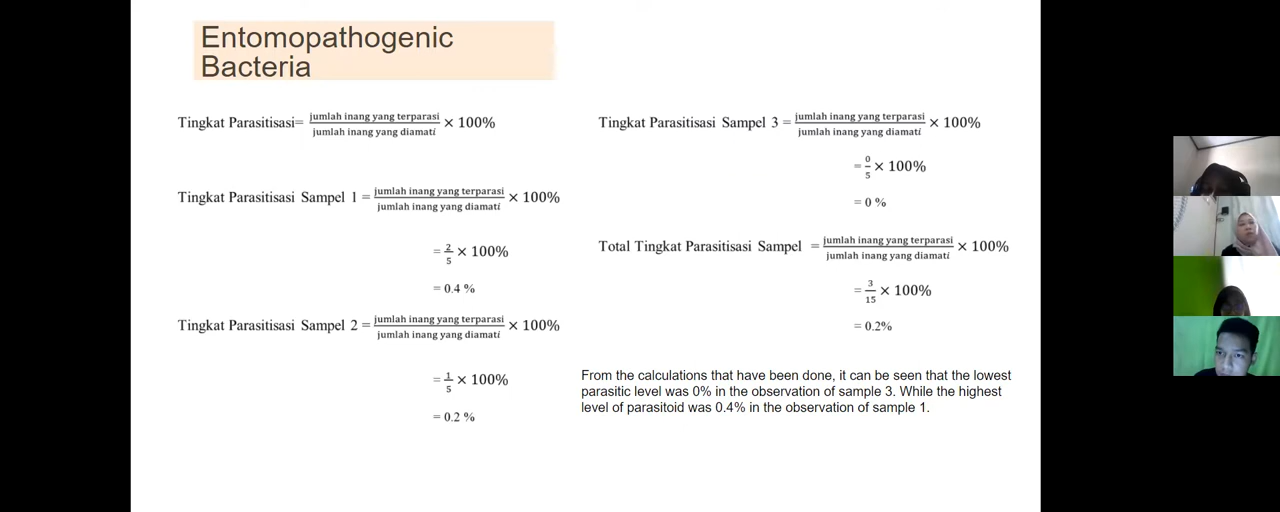 Entomopathogenic
Bacteria
Tingkat Parasitisasi= jumlah inang yang terparasi / jumlah inang yang diamati × 100%
Tingkat Parasitisasi Sampel 1 = jumlah inang yang terparasi / jumlah inang yang diamati × 100%
= 2/5 × 100%
= 0.4 %
Tingkat Parasitisasi Sampel 2 = jumlah inang yang terparasi / jumlah inang yang diamati × 100%
= 1/5 × 100%
= 0.2 %
Tingkat Parasitisasi Sampel 3 = jumlah inang yang terparasi / jumlah inang yang diamati × 100%
= 0/5 × 100%
= 0 %
Total Tingkat Parasitisasi Sampel = jumlah inang yang terparasi / jumlah inang yang diamati × 100%
= 3/15 × 100%
= 0.2%
From the calculations that have been done, it can be seen that the lowest
parasitic level was 0% in the observation of sample 3. While the highest
level of parasitoid was 0.4% in the observation of sample 1.